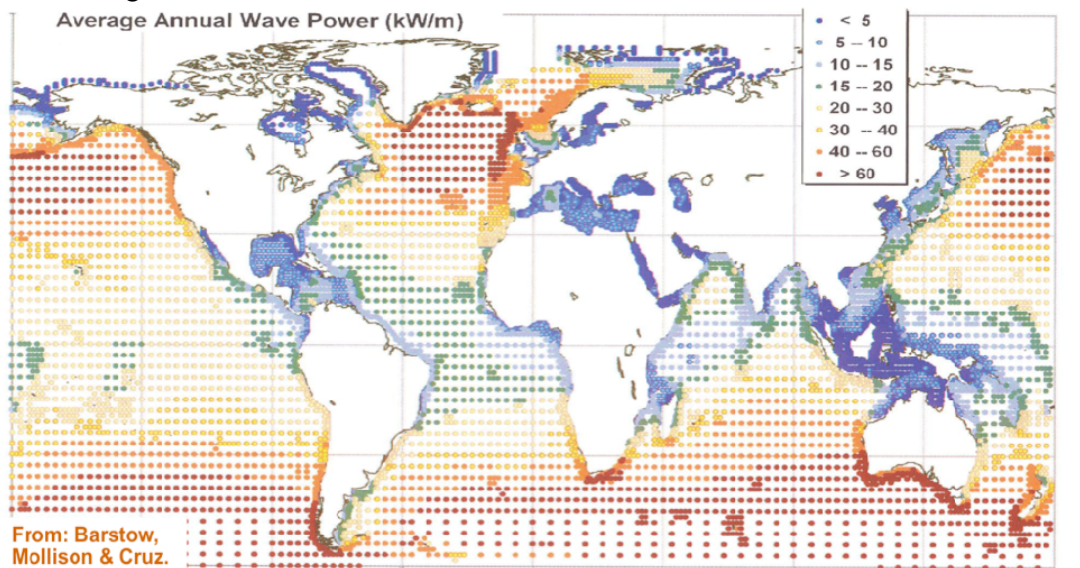 Average Annual Wave Power (kW/m)
< 5
5 -- 10
10 -- 15
15 -- 20
20 -- 30
30 -- 40
40 -- 60
> 60
From: Barstow,
Mollison & Cruz.